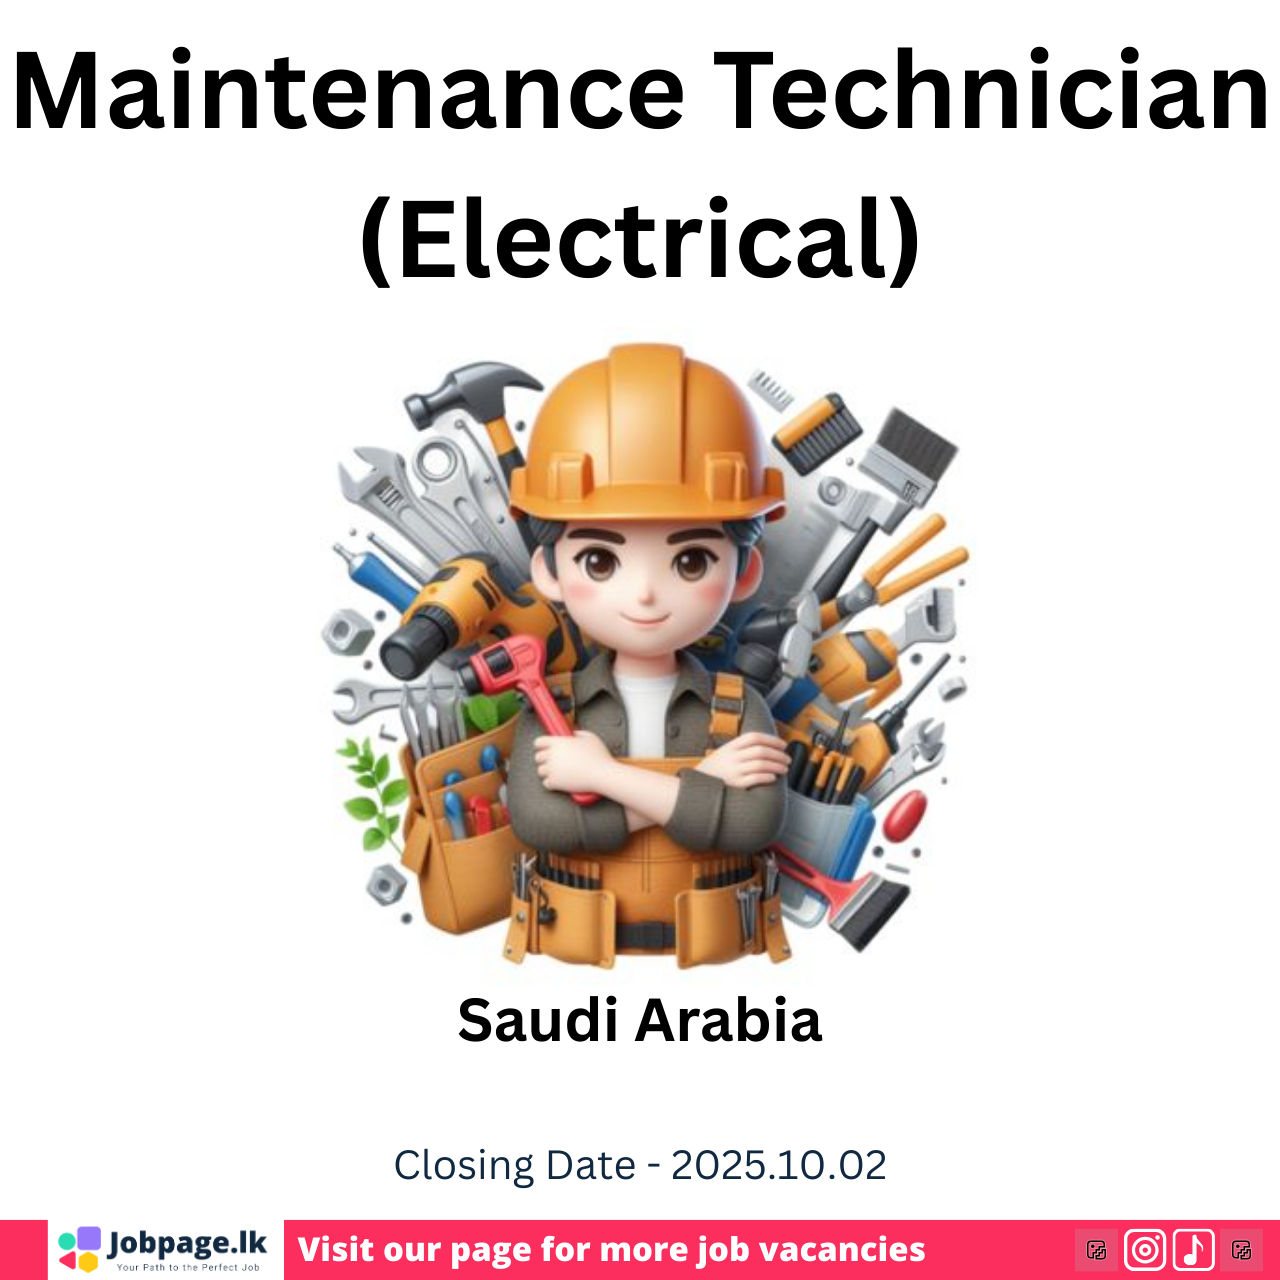 Maintenance Technician
(Electrical)
Saudi Arabia
Closing Date - 2025.10.02
Jobpage.lk
Your Path to the Perfect Job
Visit our page for more job vacancies